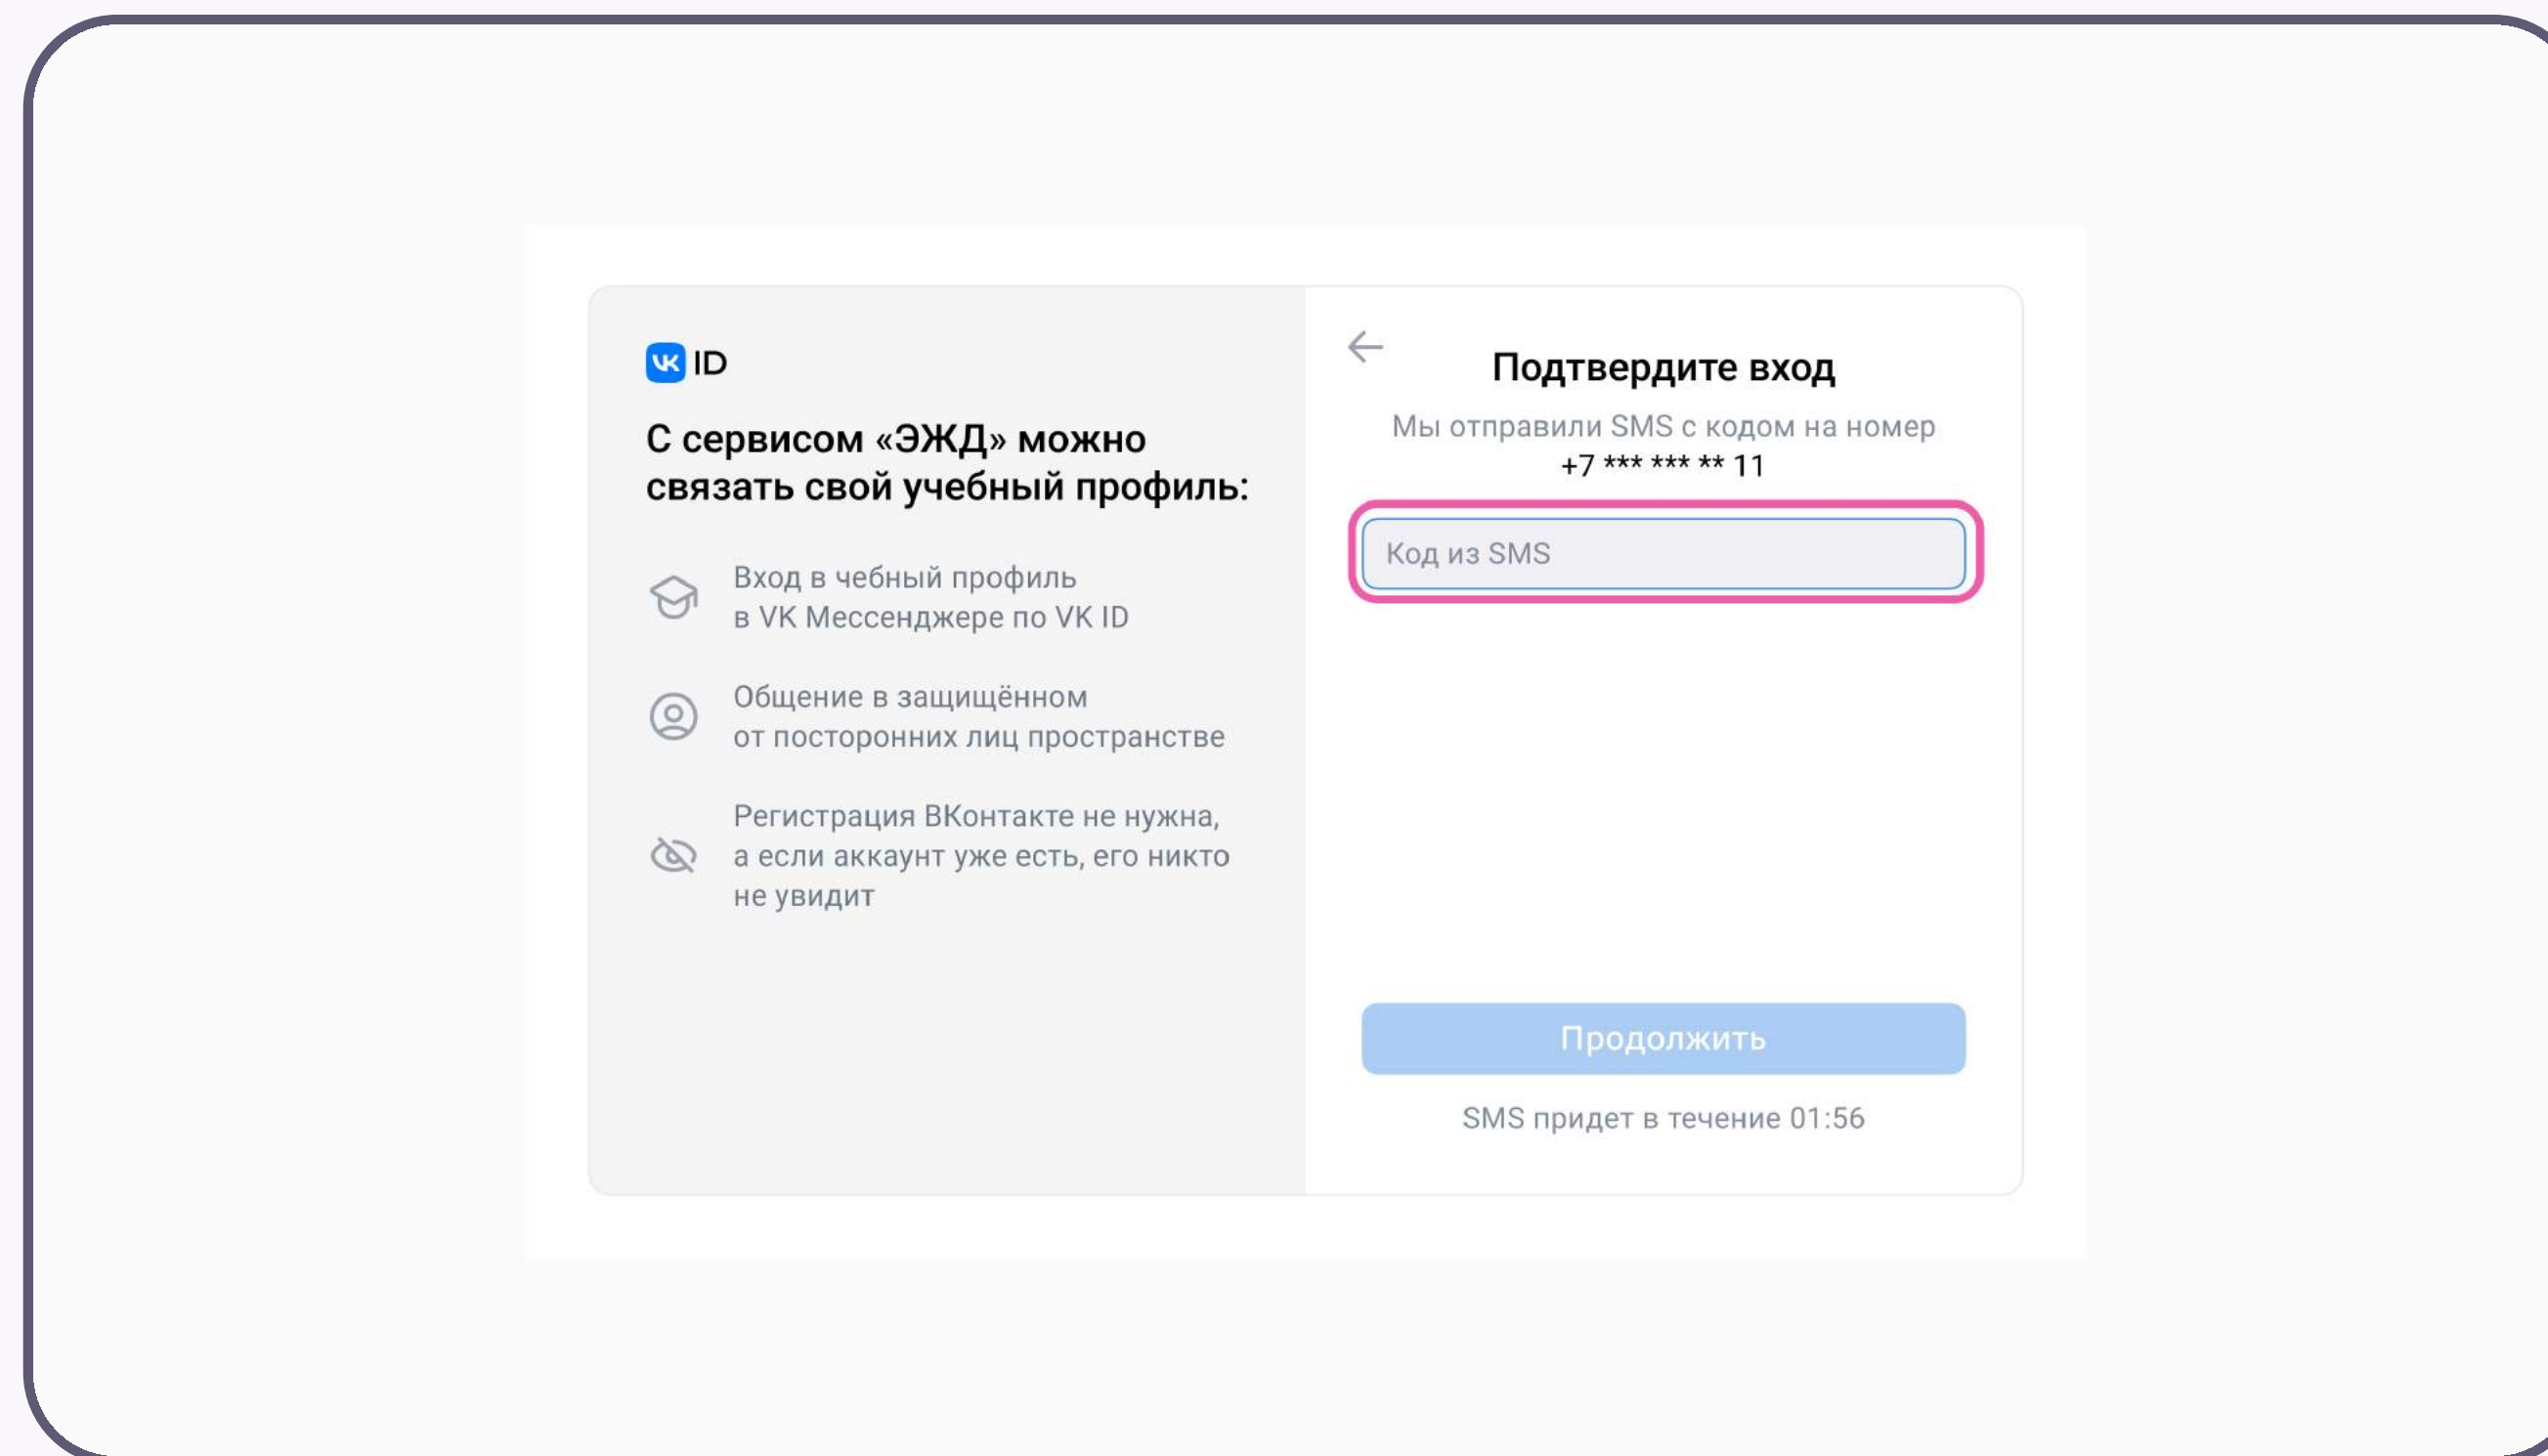 VK ID
С сервисом «ЭЖД» можно
связать свой учебный профиль:
Вход в чебный профиль
в VK Мессенджере по VK ID
Общение в защищённом
от посторонних лиц пространстве
Регистрация ВКонтакте не нужна,
а если аккаунт уже есть, его никто
не увидит
Подтвердите вход
Мы отправили SMS с кодом на номер
+7 *** *** ** 11
Код из SMS
Продолжить
SMS придет в течение 01:56